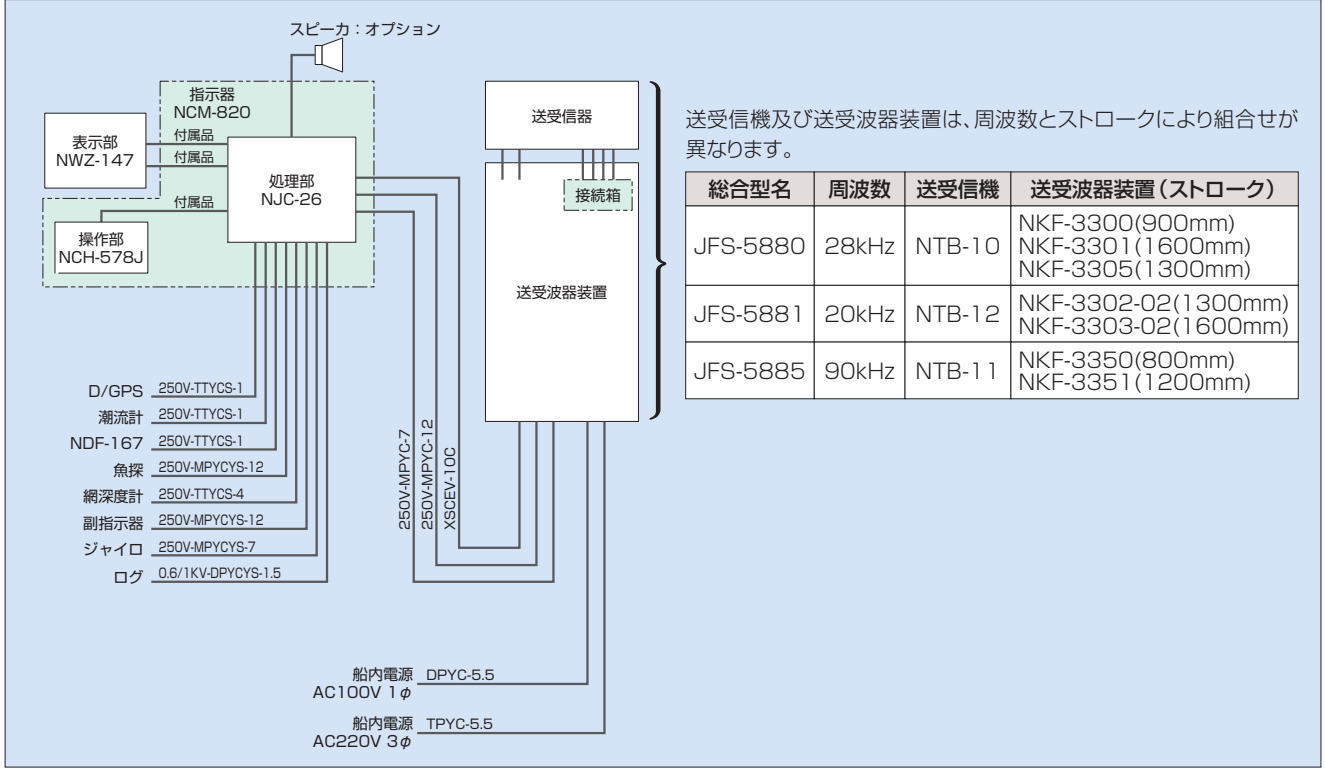 スピーカ：オプション
指示器
NCM-820
表示部
NWZ-147
付属品
付属品
処理部
NJC-26
付属品
操作部
NCH-578J
送受信器
接続箱
送受波器装置
D/GPS 250V-TTYCS-1
潮流計 250V-TTYCS-1
NDF-167 250V-TTYCS-1
魚探 250V-MPYCYS-12
網深度計 250V-TTYCS-4
副指示器 250V-MPYCYS-12
ジャイロ 250V-MPYCYS-7
ログ 0.6/1KV-DPYCYS-1.5
250V-MPYC-7
250V-MPYC-12
XSCEV-10C
船内電源 DPYC-5.5
AC100V 1φ
船内電源 TPYC-5.5
AC220V 3φ
送受信機及び送受波器装置は、周波数とストロークにより組合せが
異なります。
総合型名 周波数 送受信機 送受波器装置（ストローク）
JFS-5880 28kHz NTB-10 NKF-3300(900mm)
NKF-3301(1600mm)
NKF-3305(1300mm)
JFS-5881 20kHz NTB-12 NKF-3302-02(1300mm)
NKF-3303-02(1600mm)
JFS-5885 90kHz NTB-11 NKF-3350(800mm)
NKF-3351(1200mm)